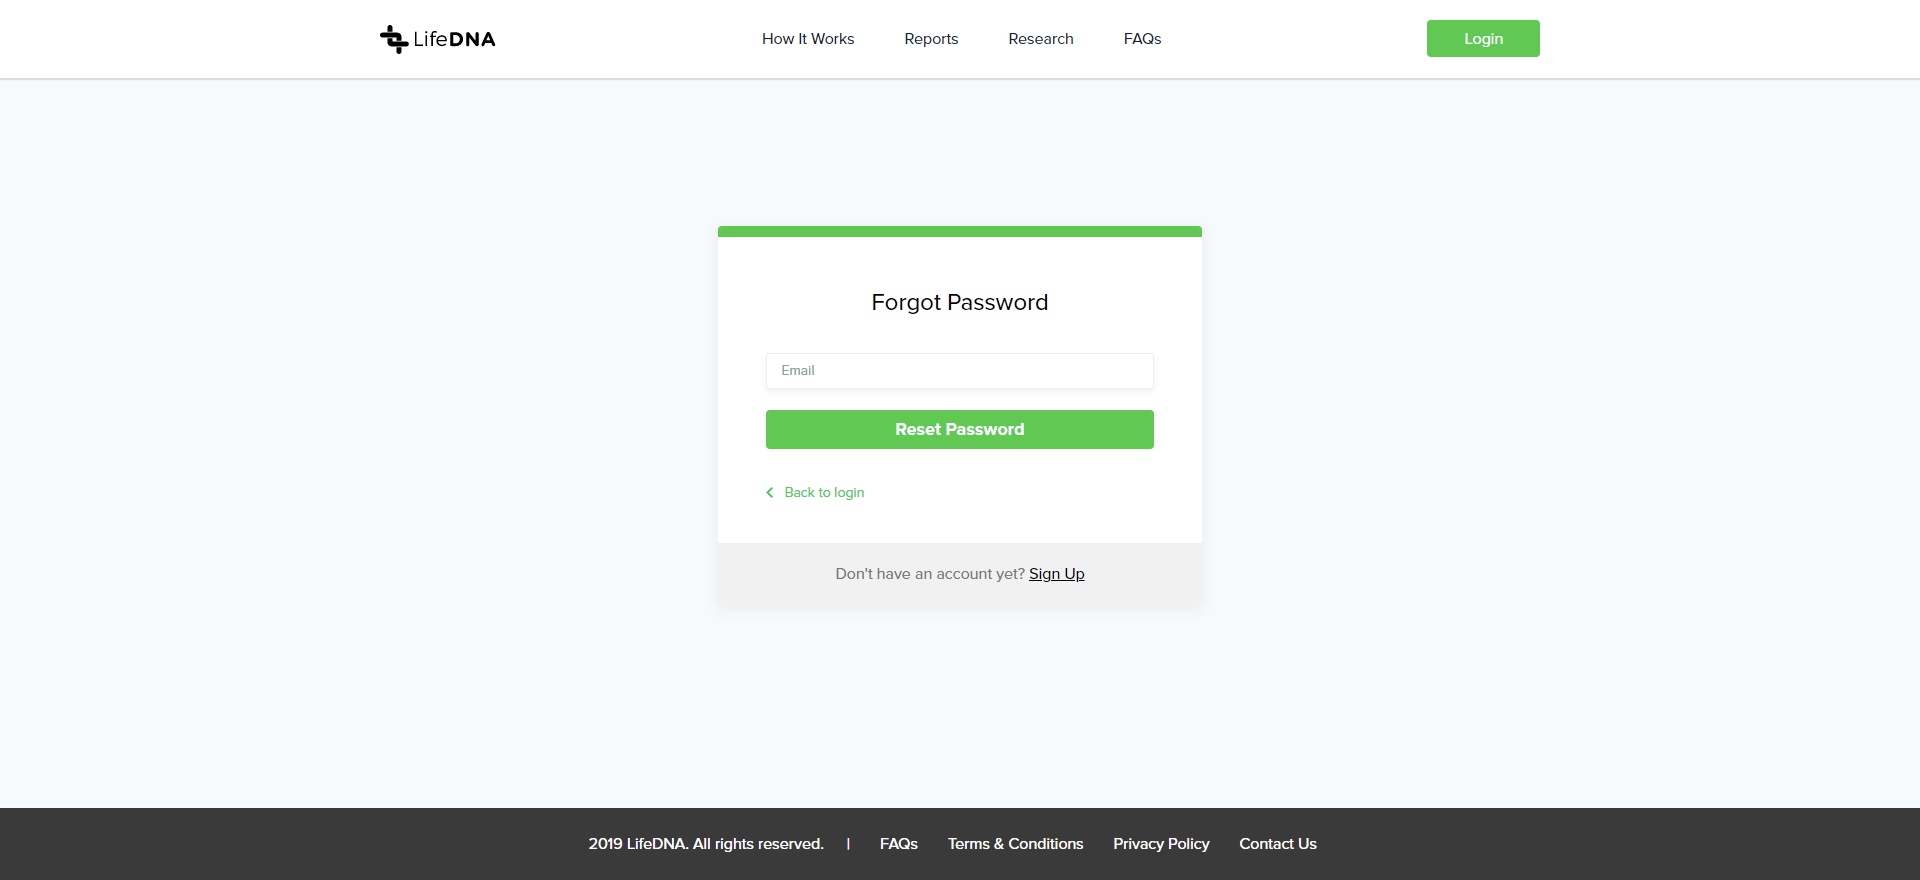 LifeDNA
How It Works
Reports
Research
FAQs
Login
Forgot Password
Email
Reset Password
Back to login
Don't have an account yet? Sign Up
2019 LifeDNA. All rights reserved. | FAQs Terms & Conditions Privacy Policy Contact Us